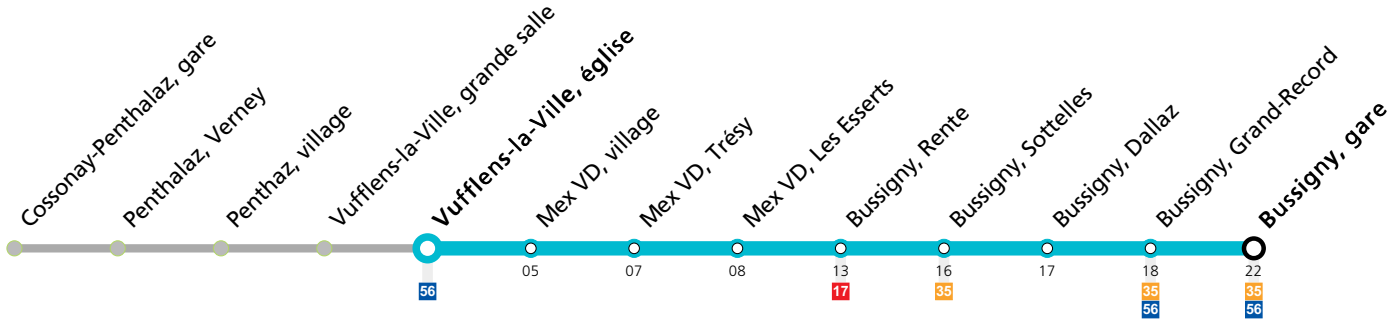 Cossonay-Penthalaz, gare
Penthalaz, Verney
Penthaz, village
Vufflens-la-Ville, grande salle
Vufflens-la-Ville, église
Mex VD, village
Mex VD, Trésy
Mex VD, Les Esserts
Bussigny, Rente
Bussigny, Sottelles
Bussigny, Dallaz
Bussigny, Grand-Record
Bussigny, gare
05 07 08 13 16 17 18 22
56 17 35 35 35
56 56